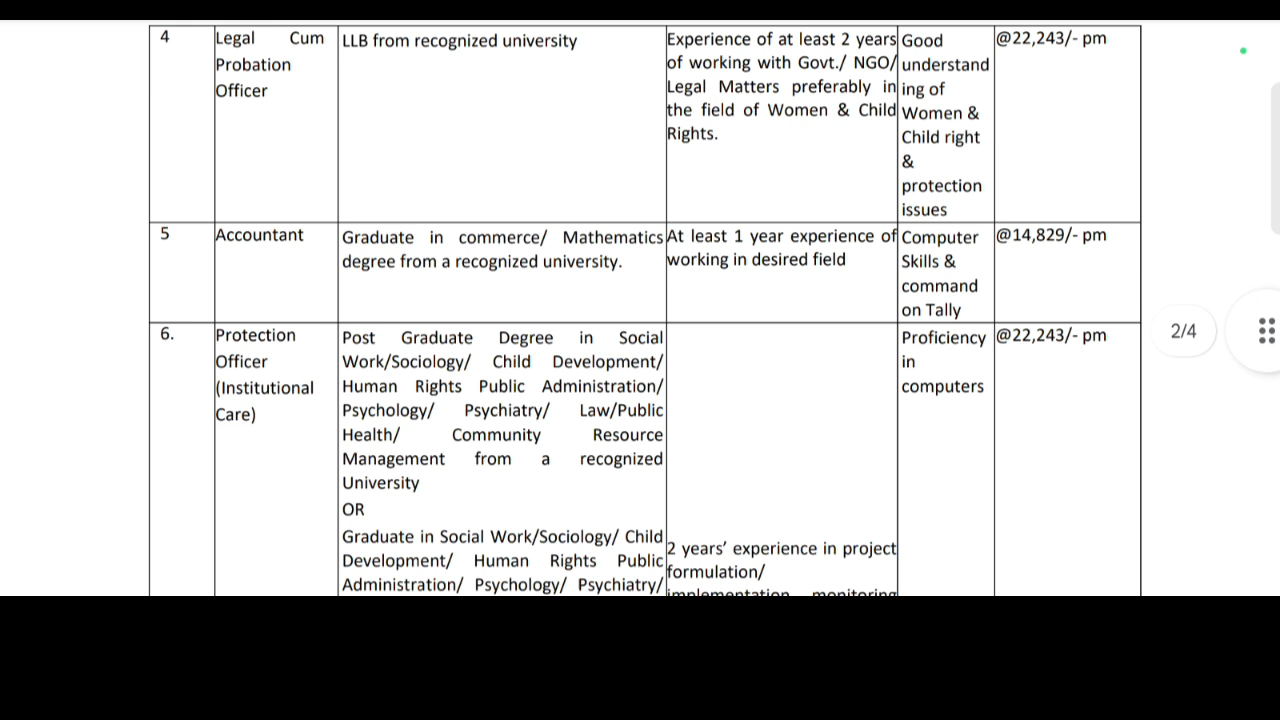 4
Legal Cum
Probation
Officer
LLB from recognized university
Experience of at least 2 years
of working with Govt./ NGO/
Legal Matters preferably in
the field of Women & Child
Rights.
Good
understand
ing of
Women &
Child right
&
protection
issues
@22,243/- pm
5
Accountant
Graduate in commerce/ Mathematics
degree from a recognized university.
At least 1 year experience of
working in desired field
Computer
Skills &
command
on Tally
@14,829/- pm
6.
Protection
Officer
(Institutional
Care)
Post Graduate Degree in Social
Work/Sociology/ Child Development/
Human Rights Public Administration/
Psychology/ Psychiatry/ Law/Public
Health/ Community Resource
Management from a recognized
University
OR
Graduate in Social Work/Sociology/ Child
Development/ Human Rights Public
Administration/ Psychology/ Psychiatry/
2 years’ experience in project
formulation/
implementation monitoring
Proficiency
in
computers
@22,243/- pm
2/4